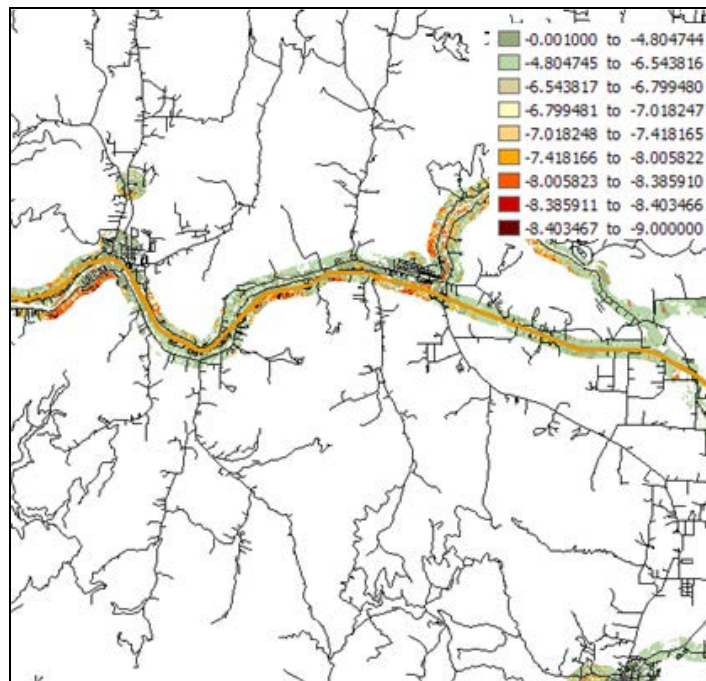 -0.001000 to -4.804744
-4.804745 to -6.543816
-6.543817 to -6.799480
-6.799481 to -7.018247
-7.018248 to -7.418165
-7.418166 to -8.005822
-8.005823 to -8.385910
-8.385911 to -8.403466
-8.403467 to -9.000000